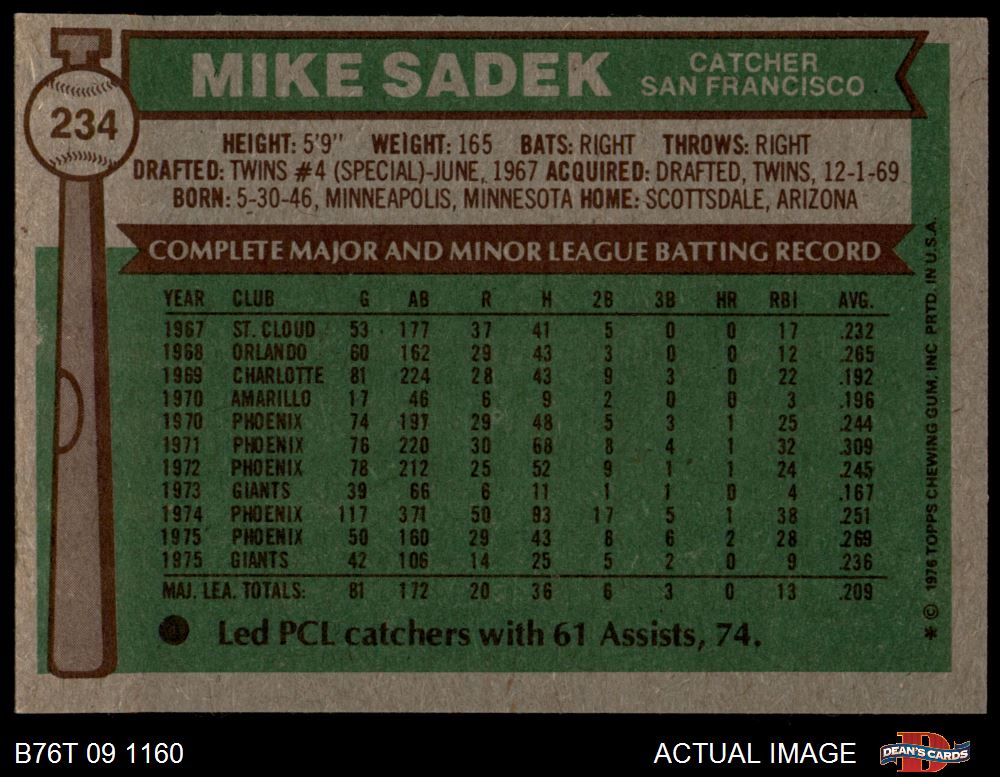 T
234
MIKE SADEK
CATCHER
SAN FRANCISCO
HEIGHT: 5'9" WEIGHT: 165 BATS: RIGHT THROWS: RIGHT
DRAFTED: TWINS #4 (SPECIAL)-JUNE, 1967 ACQUIRED: DRAFTED, TWINS, 12-1-69
BORN: 5-30-46, MINNEAPOLIS, MINNESOTA HOME: SCOTTSDALE, ARIZONA
COMPLETE MAJOR AND MINOR LEAGUE BATTING RECORD
YEAR CLUB G AB R H 2B 3B HR RBI AVG.
1967 ST. CLOUD 53 177 37 41 5 0 0 17 .232
1968 ORLANDO 60 162 29 43 3 0 0 12 .265
1969 CHARLOTTE 81 224 28 43 9 3 0 22 .192
1970 AMARILLO 17 46 6 9 2 0 0 3 .196
1970 PHOENIX 74 197 29 48 5 3 1 25 .244
1971 PHOENIX 76 220 30 68 8 4 1 32 .309
1972 PHOENIX 78 212 25 52 9 1 1 24 .245
1973 GIANTS 39 66 6 11 1 1 0 4 .167
1974 PHOENIX 117 371 50 93 17 5 1 38 .251
1975 PHOENIX 50 160 29 43 8 6 2 28 .269
1975 GIANTS 42 106 14 25 5 2 0 9 .236
MAJ. LEA. TOTALS: 81 172 20 36 6 3 0 13 .209
Led PCL catchers with 61 Assists, 74.
* © 1976 TOPPS CHEWING GUM, INC PRTD. IN U.S.A.
B76T 09 1160
ACTUAL IMAGE
DEAN'S CARDS